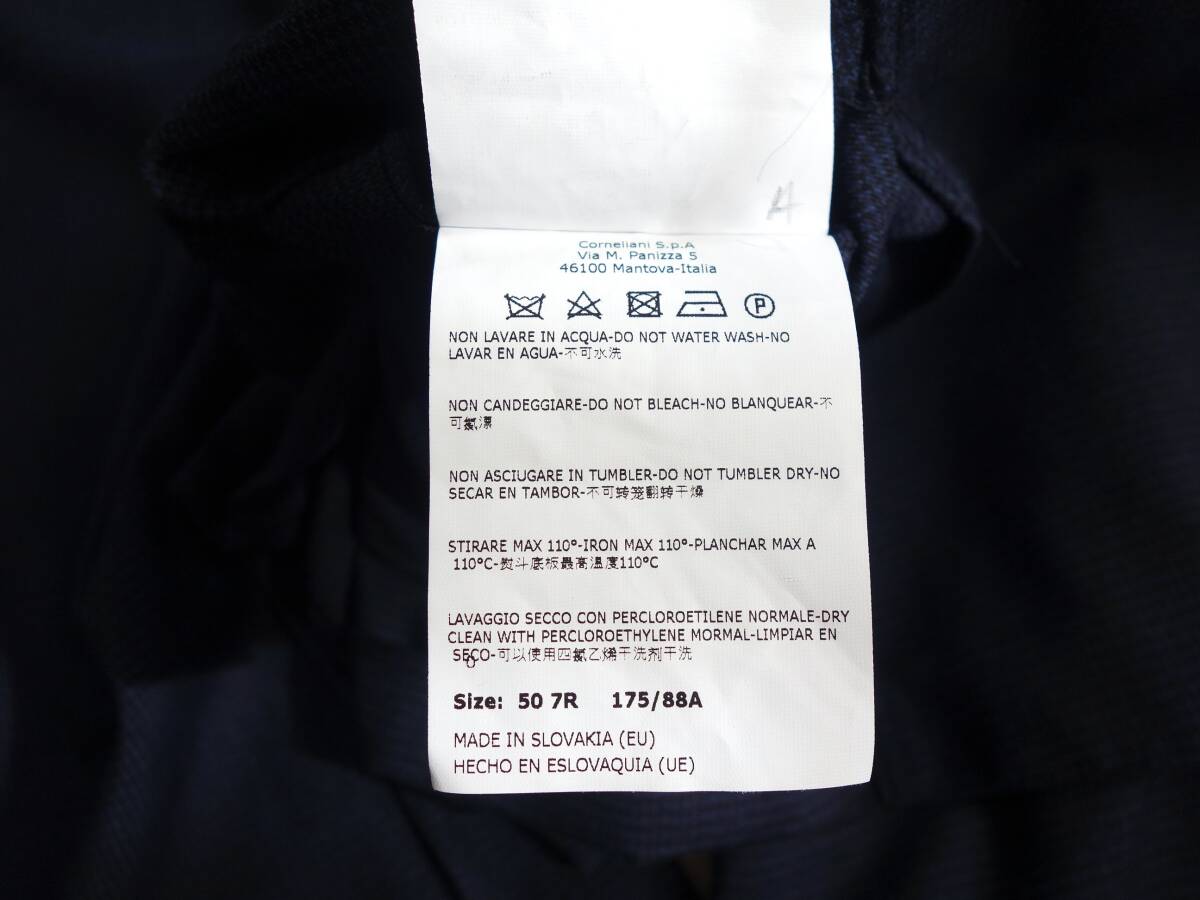 A
Corneliani S.p.A
Via M. Panizza 5
46100 Mantova-Italia
P
NON LAVARE IN ACQUA-DO NOT WATER WASH-NO
LAVAR EN AGUA-不可水洗
NON CANDEGGIARE-DO NOT BLEACH-NO BLANQUEAR-不
可氯漂
NON ASCIUGARE IN TUMBLER-DO NOT TUMBLER DRY-NO
SECAR EN TAMBOR-不可转笼翻转干燥
STIRARE MAX 110°-IRON MAX 110°-PLANCHAR MAX A
110°C-熨斗底板最高温度110°C
LAVAGGIO SECCO CON PERCLOROETILENE NORMALE-DRY
CLEAN WITH PERCLOROETHYLENE MORMAL-LIMPIAR EN
SECO-可以使用四氯乙烯干洗剂干洗
Size: 50 7R 175/88A
MADE IN SLOVAKIA (EU)
HECHO EN ESLOVAQUIA (UE)